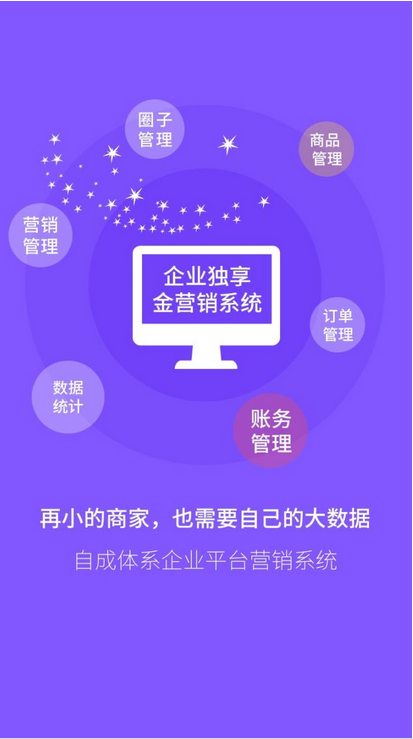 圈子
管理
商品
管理
营销
管理
企业独享
金营销系统
订单
管理
数据
统计
账务
管理
再小的商家，也需要自己的大数据
自成体系企业平台营销系统